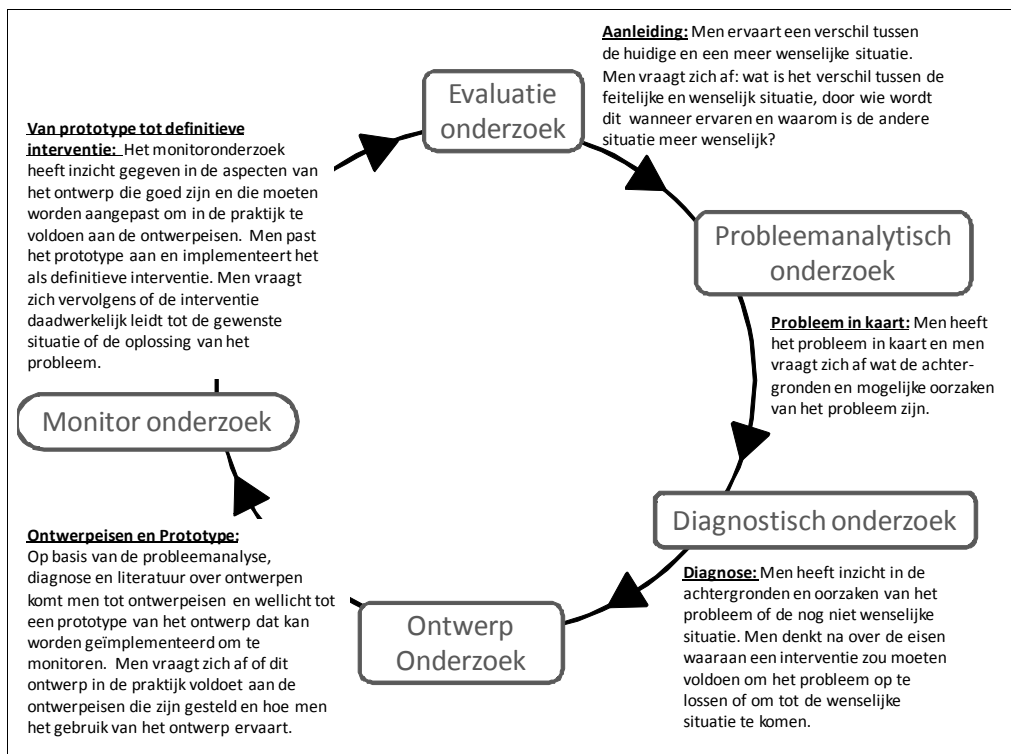 Evaluatie
onderzoek
Aanleiding: Men ervaart een verschil tussen
de huidige en een meer wenselijke situatie.
Men vraagt zich af: wat is het verschil tussen de
feitelijke en wenselijk situatie, door wie wordt
dit wanneer ervaren en waarom is de andere
situatie meer wenselijk?
Probleemanalytisch
onderzoek
Probleem in kaart: Men heeft
het probleem in kaart en men
vraagt zich af wat de achter-
gronden en mogelijke oorzaken
van het probleem zijn.
Diagnostisch onderzoek
Diagnose: Men heeft inzicht in de
achtergronden en oorzaken van het
probleem of de nog niet wenselijke
situatie. Men denkt na over de eisen
waaraan een interventie zou moeten
voldoen om het probleem op te
lossen of om tot de wenselijke
situatie te komen.
Ontwerp
Onderzoek
Ontwerpeisen en Prototype:
Op basis van de probleemanalyse,
diagnose en literatuur over ontwerpen
komt men tot ontwerpeisen en wellicht tot
een prototype van het ontwerp dat kan
worden geïmplementeerd om te
monitoren. Men vraagt zich af of dit
ontwerp in de praktijk voldoet aan de
ontwerpeisen die zijn gesteld en hoe men
het gebruik van het ontwerp ervaart.
Monitor onderzoek
Van prototype tot definitieve
interventie: Het monitoronderzoek
heeft inzicht gegeven in de aspecten van
het ontwerp die goed zijn en die moeten
worden aangepast om in de praktijk te
voldoen aan de ontwerpeisen. Men past
het prototype aan en implementeert het
als definitieve interventie. Men vraagt
zich vervolgens of de interventie
daadwerkelijk leidt tot de gewenste
situatie of de oplossing van het
probleem.